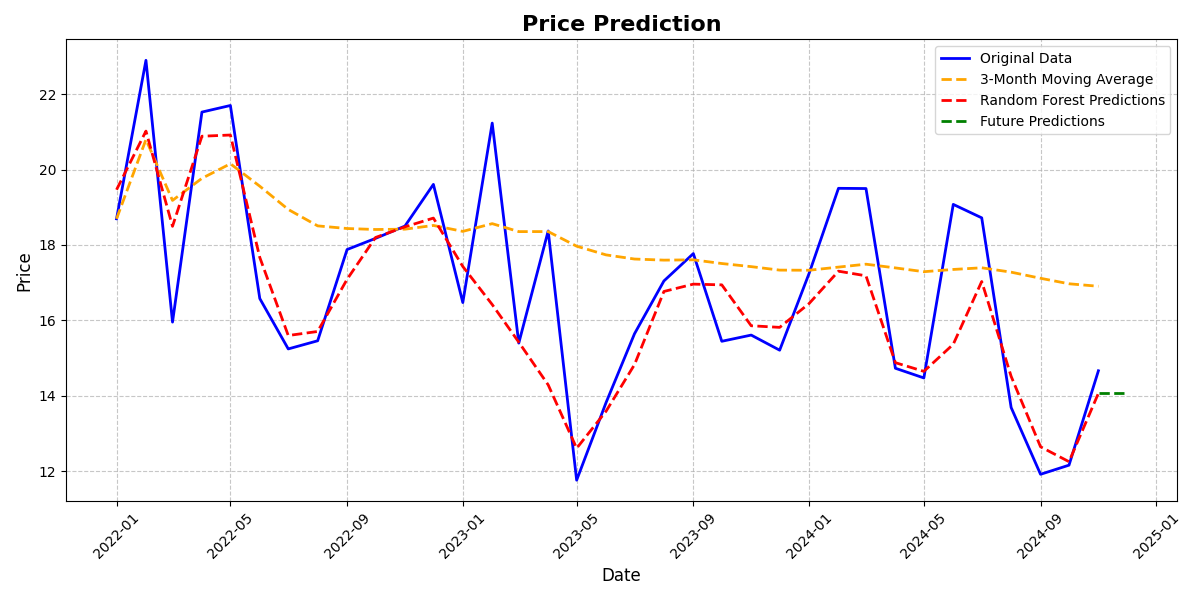 Price Prediction
Original Data
3-Month Moving Average
Random Forest Predictions
Future Predictions
Price
22
20
18
16
14
12
2022-01
2022-05
2022-09
2023-01
2023-05
2023-09
2024-01
2024-05
2024-09
2025-01
Date